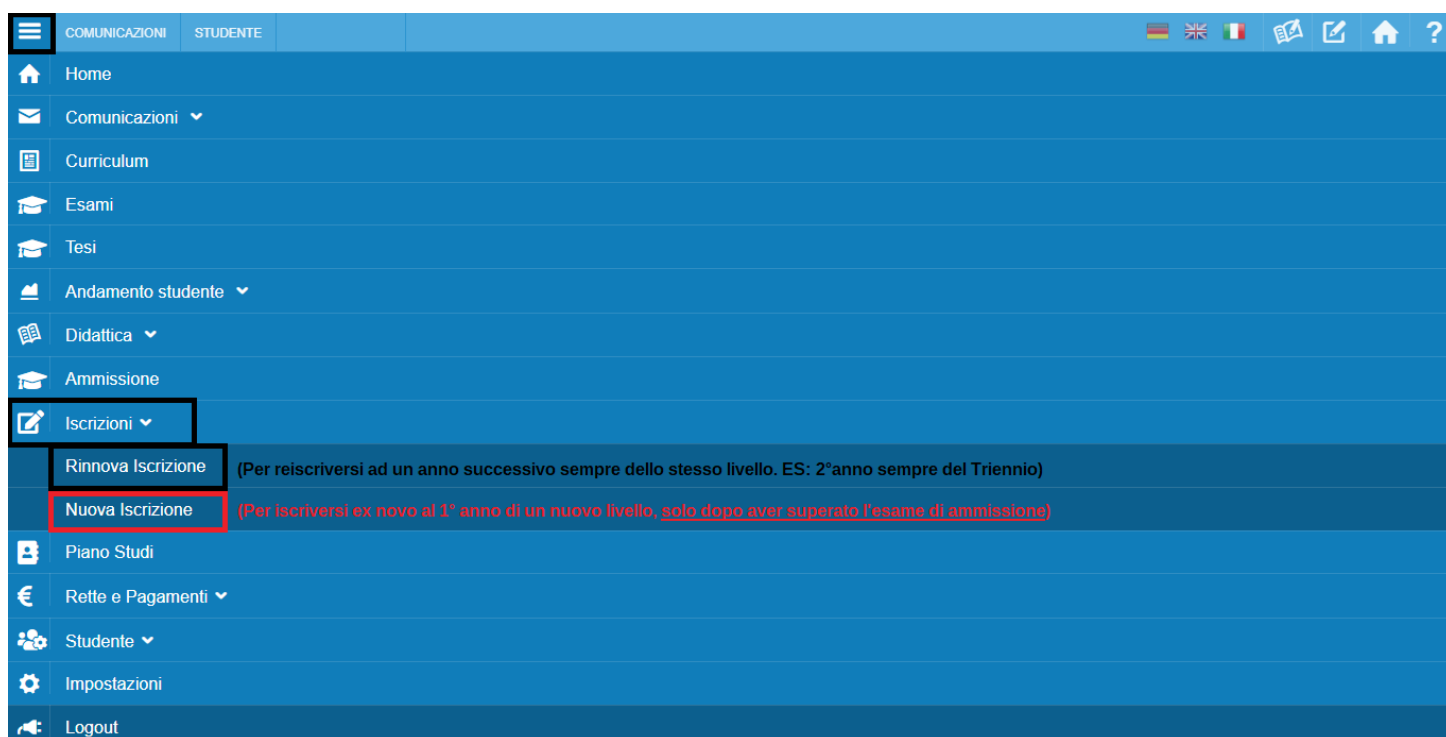 COMUNICAZIONI STUDENTE ?
Home
Comunicazioni
Curriculum
Esami
Tesi
Andamento studente
Didattica
Ammissione
Iscrizioni
Rinnova Iscrizione (Per reiscriversi ad un anno successivo sempre dello stesso livello. ES: 2°anno sempre del Triennio)
Nuova Iscrizione (Per iscriversi ex novo al 1° anno di un nuovo livello, solo dopo aver superato l'esame di ammissione)
Piano Studi
€ Rette e Pagamenti
Studente
Impostazioni
Logout